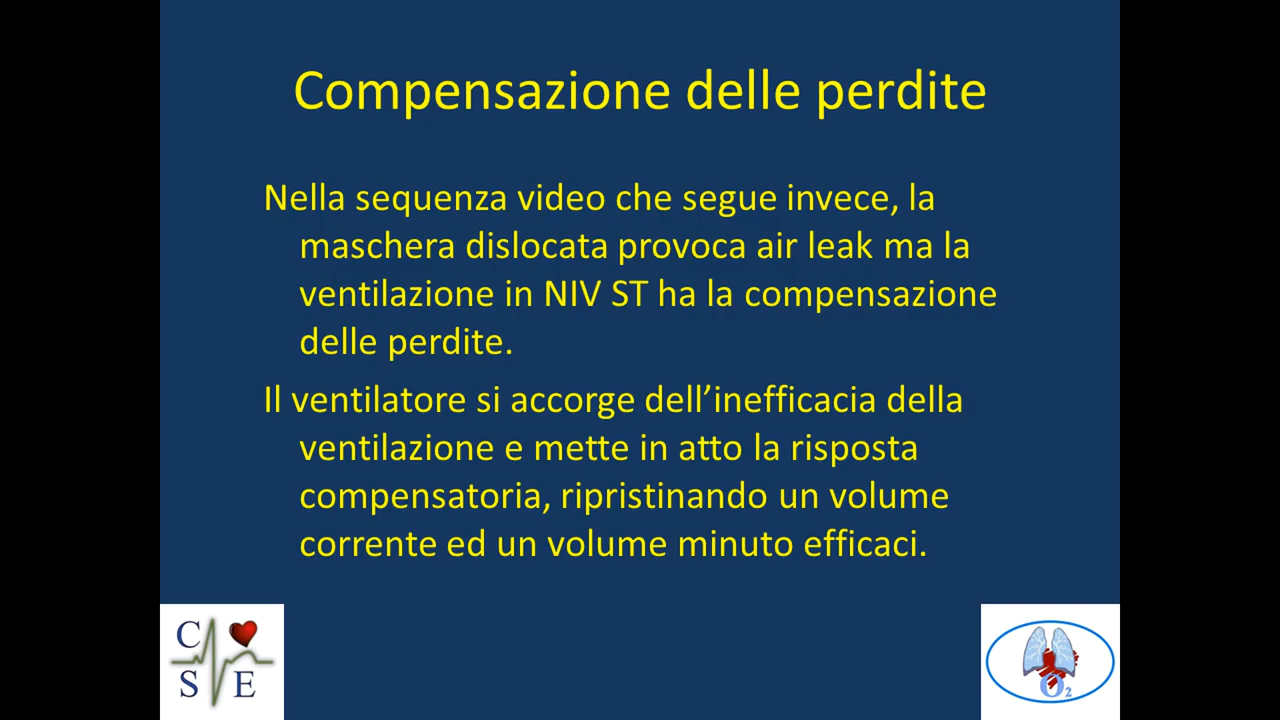 Compensazione delle perdite
Nella sequenza video che segue invece, la
maschera dislocata provoca air leak ma la
ventilazione in NIV ST ha la compensazione
delle perdite.
Il ventilatore si accorge dell’inefficacia della
ventilazione e mette in atto la risposta
compensatoria, ripristinando un volume
corrente ed un volume minuto efficaci.
C
S E
O2